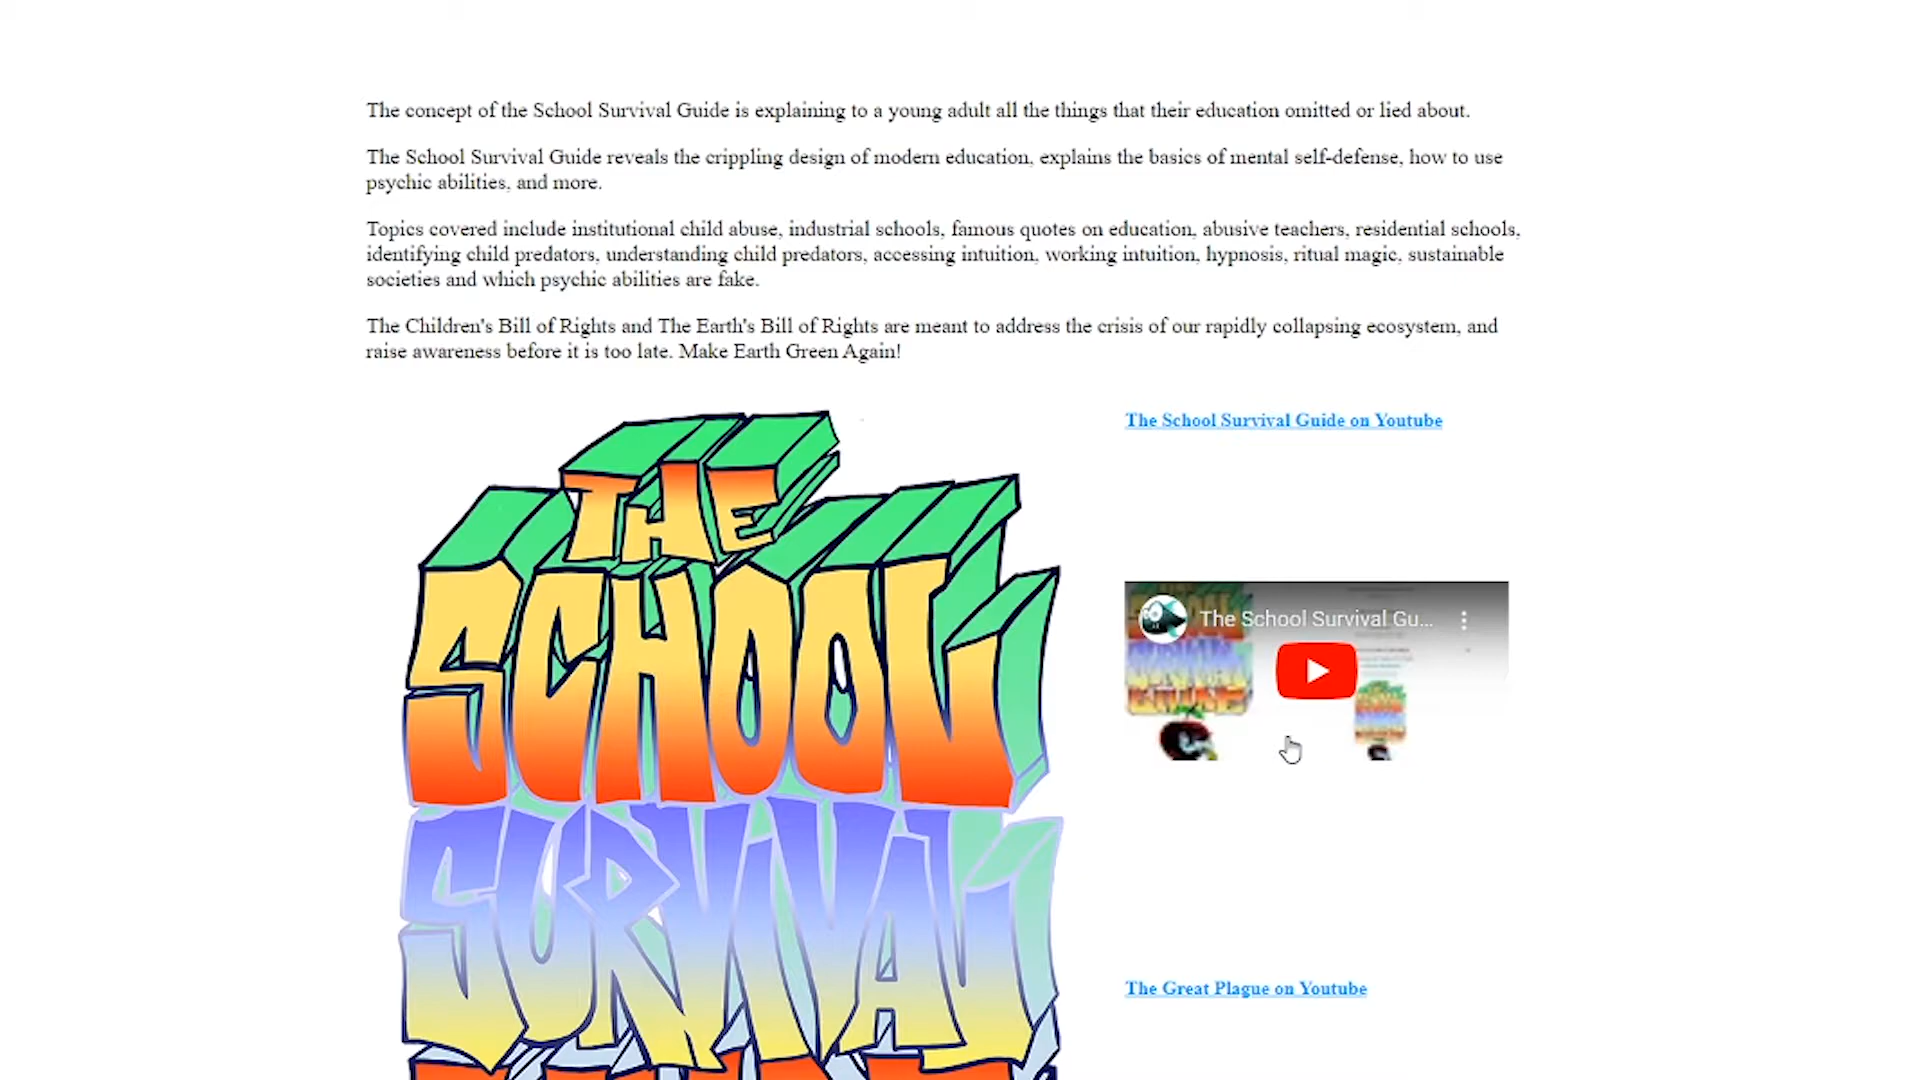 The concept of the School Survival Guide is explaining to a young adult all the things that their education omitted or lied about.
The School Survival Guide reveals the crippling design of modern education, explains the basics of mental self-defense, how to use
psychic abilities, and more.
Topics covered include institutional child abuse, industrial schools, famous quotes on education, abusive teachers, residential schools,
identifying child predators, understanding child predators, accessing intuition, working intuition, hypnosis, ritual magic, sustainable
societies and which psychic abilities are fake.
The Children's Bill of Rights and The Earth's Bill of Rights are meant to address the crisis of our rapidly collapsing ecosystem, and
raise awareness before it is too late. Make Earth Green Again!
THE
SCHOOL
SURVIVAL
The School Survival Guide on Youtube
The School Survival Gu...
The Great Plague on Youtube